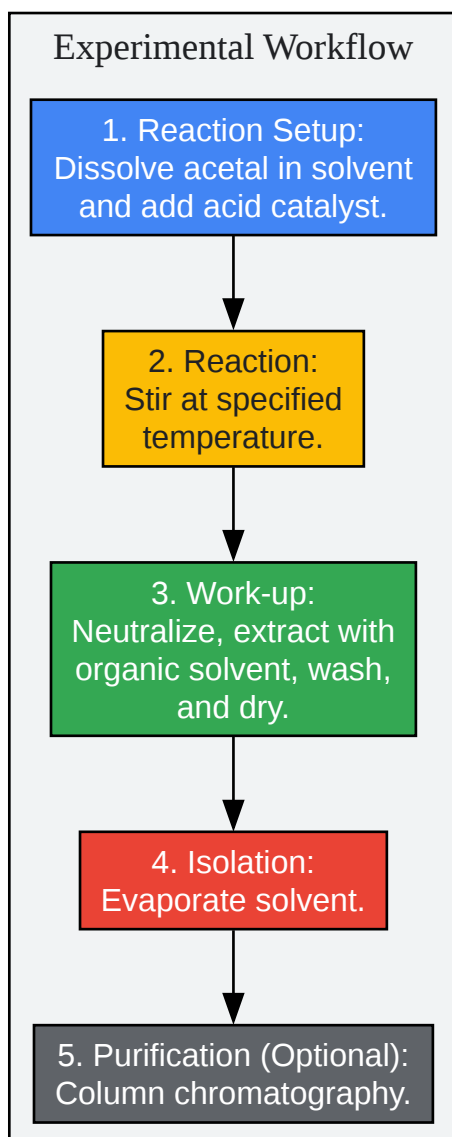 Experimental Workflow
1. Reaction Setup:
Dissolve acetal in solvent
and add acid catalyst.
2. Reaction:
Stir at specified
temperature.
3. Work-up:
Neutralize, extract with
organic solvent, wash,
and dry.
4. Isolation:
Evaporate solvent.
5. Purification (Optional):
Column chromatography.